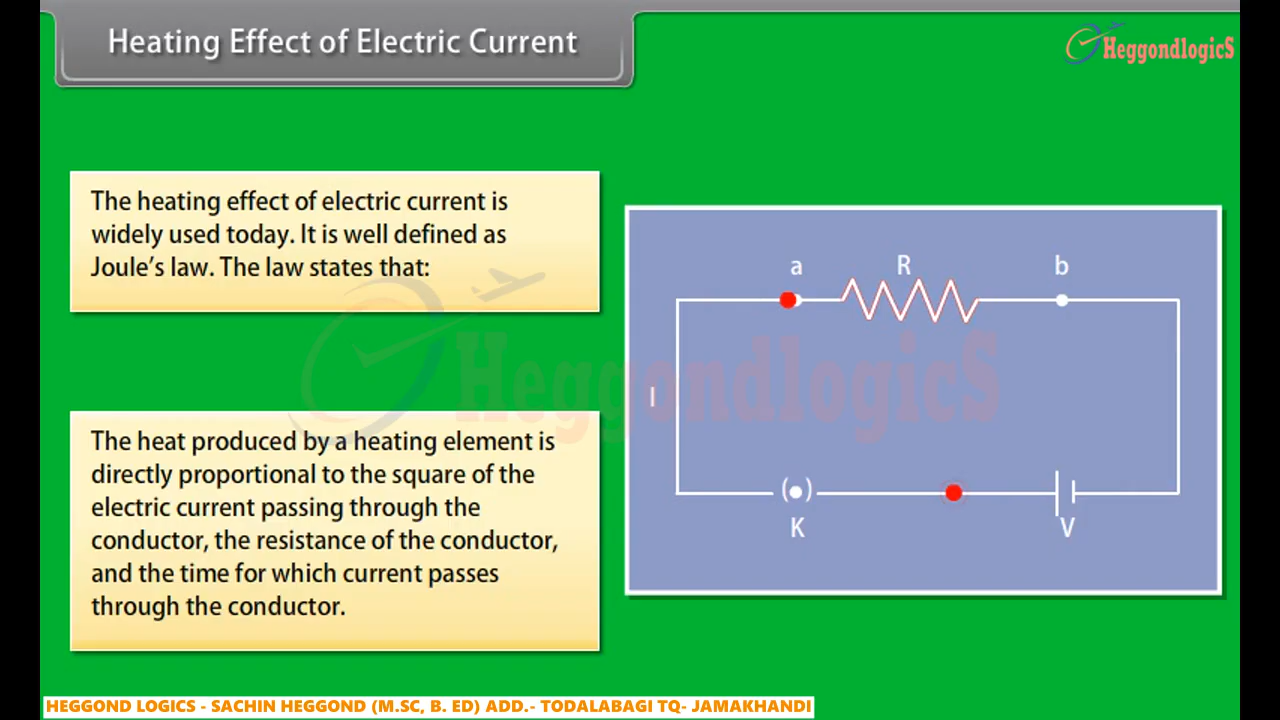 Heating Effect of Electric Current
HeggondlogicS
The heating effect of electric current is
widely used today. It is well defined as
Joule's law. The law states that:
The heat produced by a heating element is
directly proportional to the square of the
electric current passing through the
conductor, the resistance of the conductor,
and the time for which current passes
through the conductor.
a R b
I
(•)
K V
HeggondlogicS
HEGGOND LOGICS - SACHIN HEGGOND (M.SC, B. ED) ADD.- TODALABAGI TQ- JAMAKHANDI